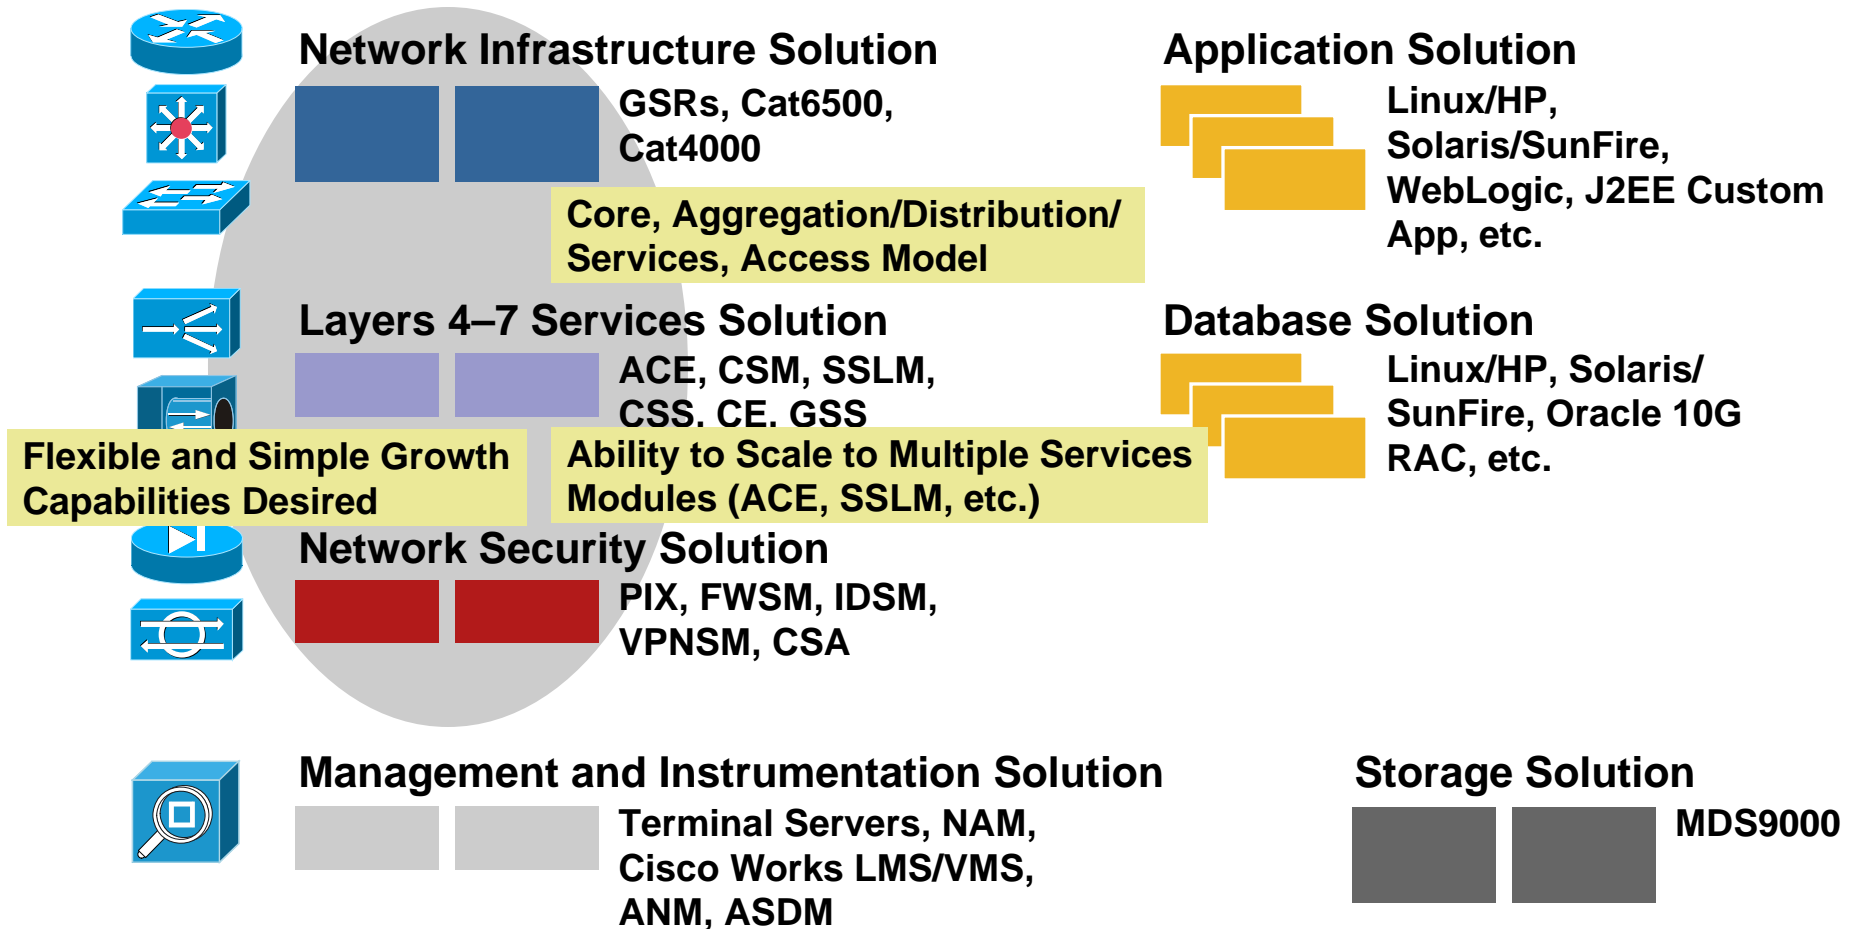 Network Infrastructure Solution
GSRs, Cat6500,
Cat4000
Core, Aggregation/Distribution/
Services, Access Model
Layers 4–7 Services Solution
ACE, CSM, SSLM,
CSS, CE, GSS
Flexible and Simple Growth
Capabilities Desired
Ability to Scale to Multiple Services
Modules (ACE, SSLM, etc.)
Network Security Solution
PIX, FWSM, IDSM,
VPNSM, CSA
Management and Instrumentation Solution
Terminal Servers, NAM,
Cisco Works LMS/VMS,
ANM, ASDM
Application Solution
Linux/HP,
Solaris/SunFire,
WebLogic, J2EE Custom
App, etc.
Database Solution
Linux/HP, Solaris/
SunFire, Oracle 10G
RAC, etc.
Storage Solution
MDS9000